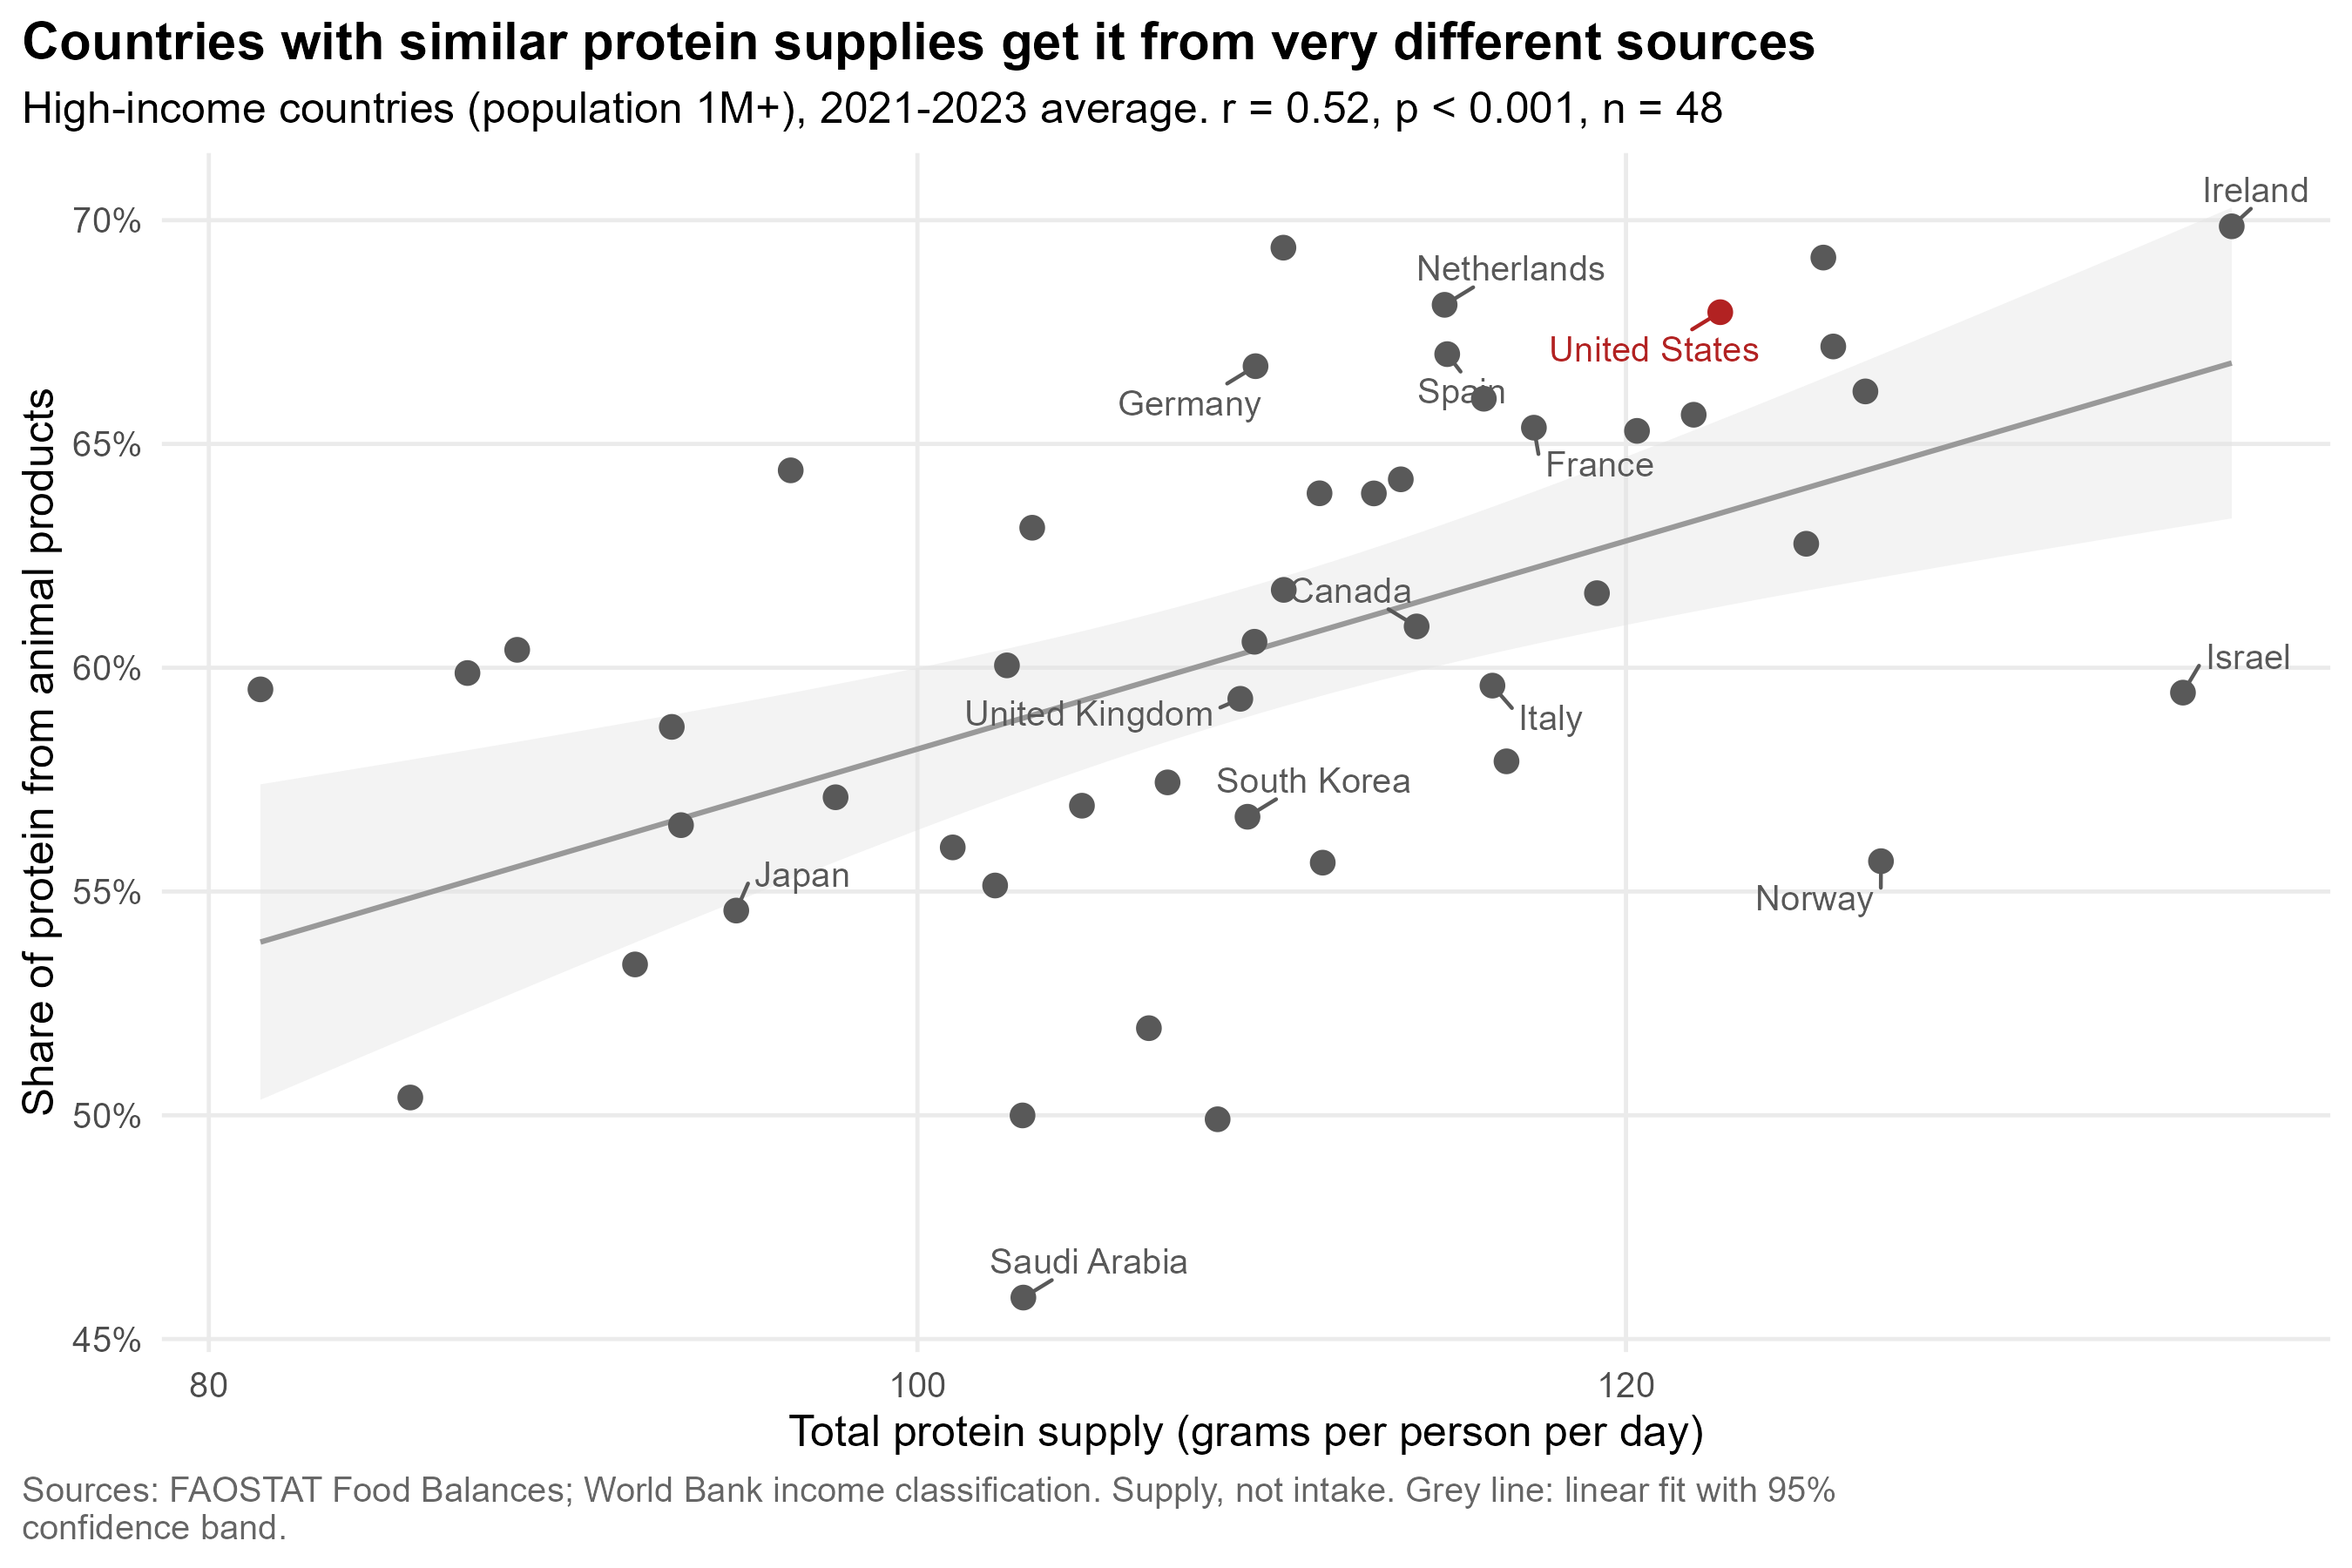 Countries with similar protein supplies get it from very different sources
High-income countries (population 1M+), 2021-2023 average. r = 0.52, p < 0.001, n = 48
Share of protein from animal products
70%
65%
60%
55%
50%
45%
Ireland
Netherlands
United States
Germany
Spain
France
Canada
Israel
United Kingdom
Italy
South Korea
Japan
Norway
Saudi Arabia
80
100
120
Total protein supply (grams per person per day)
Sources: FAOSTAT Food Balances; World Bank income classification. Supply, not intake. Grey line: linear fit with 95%
confidence band.